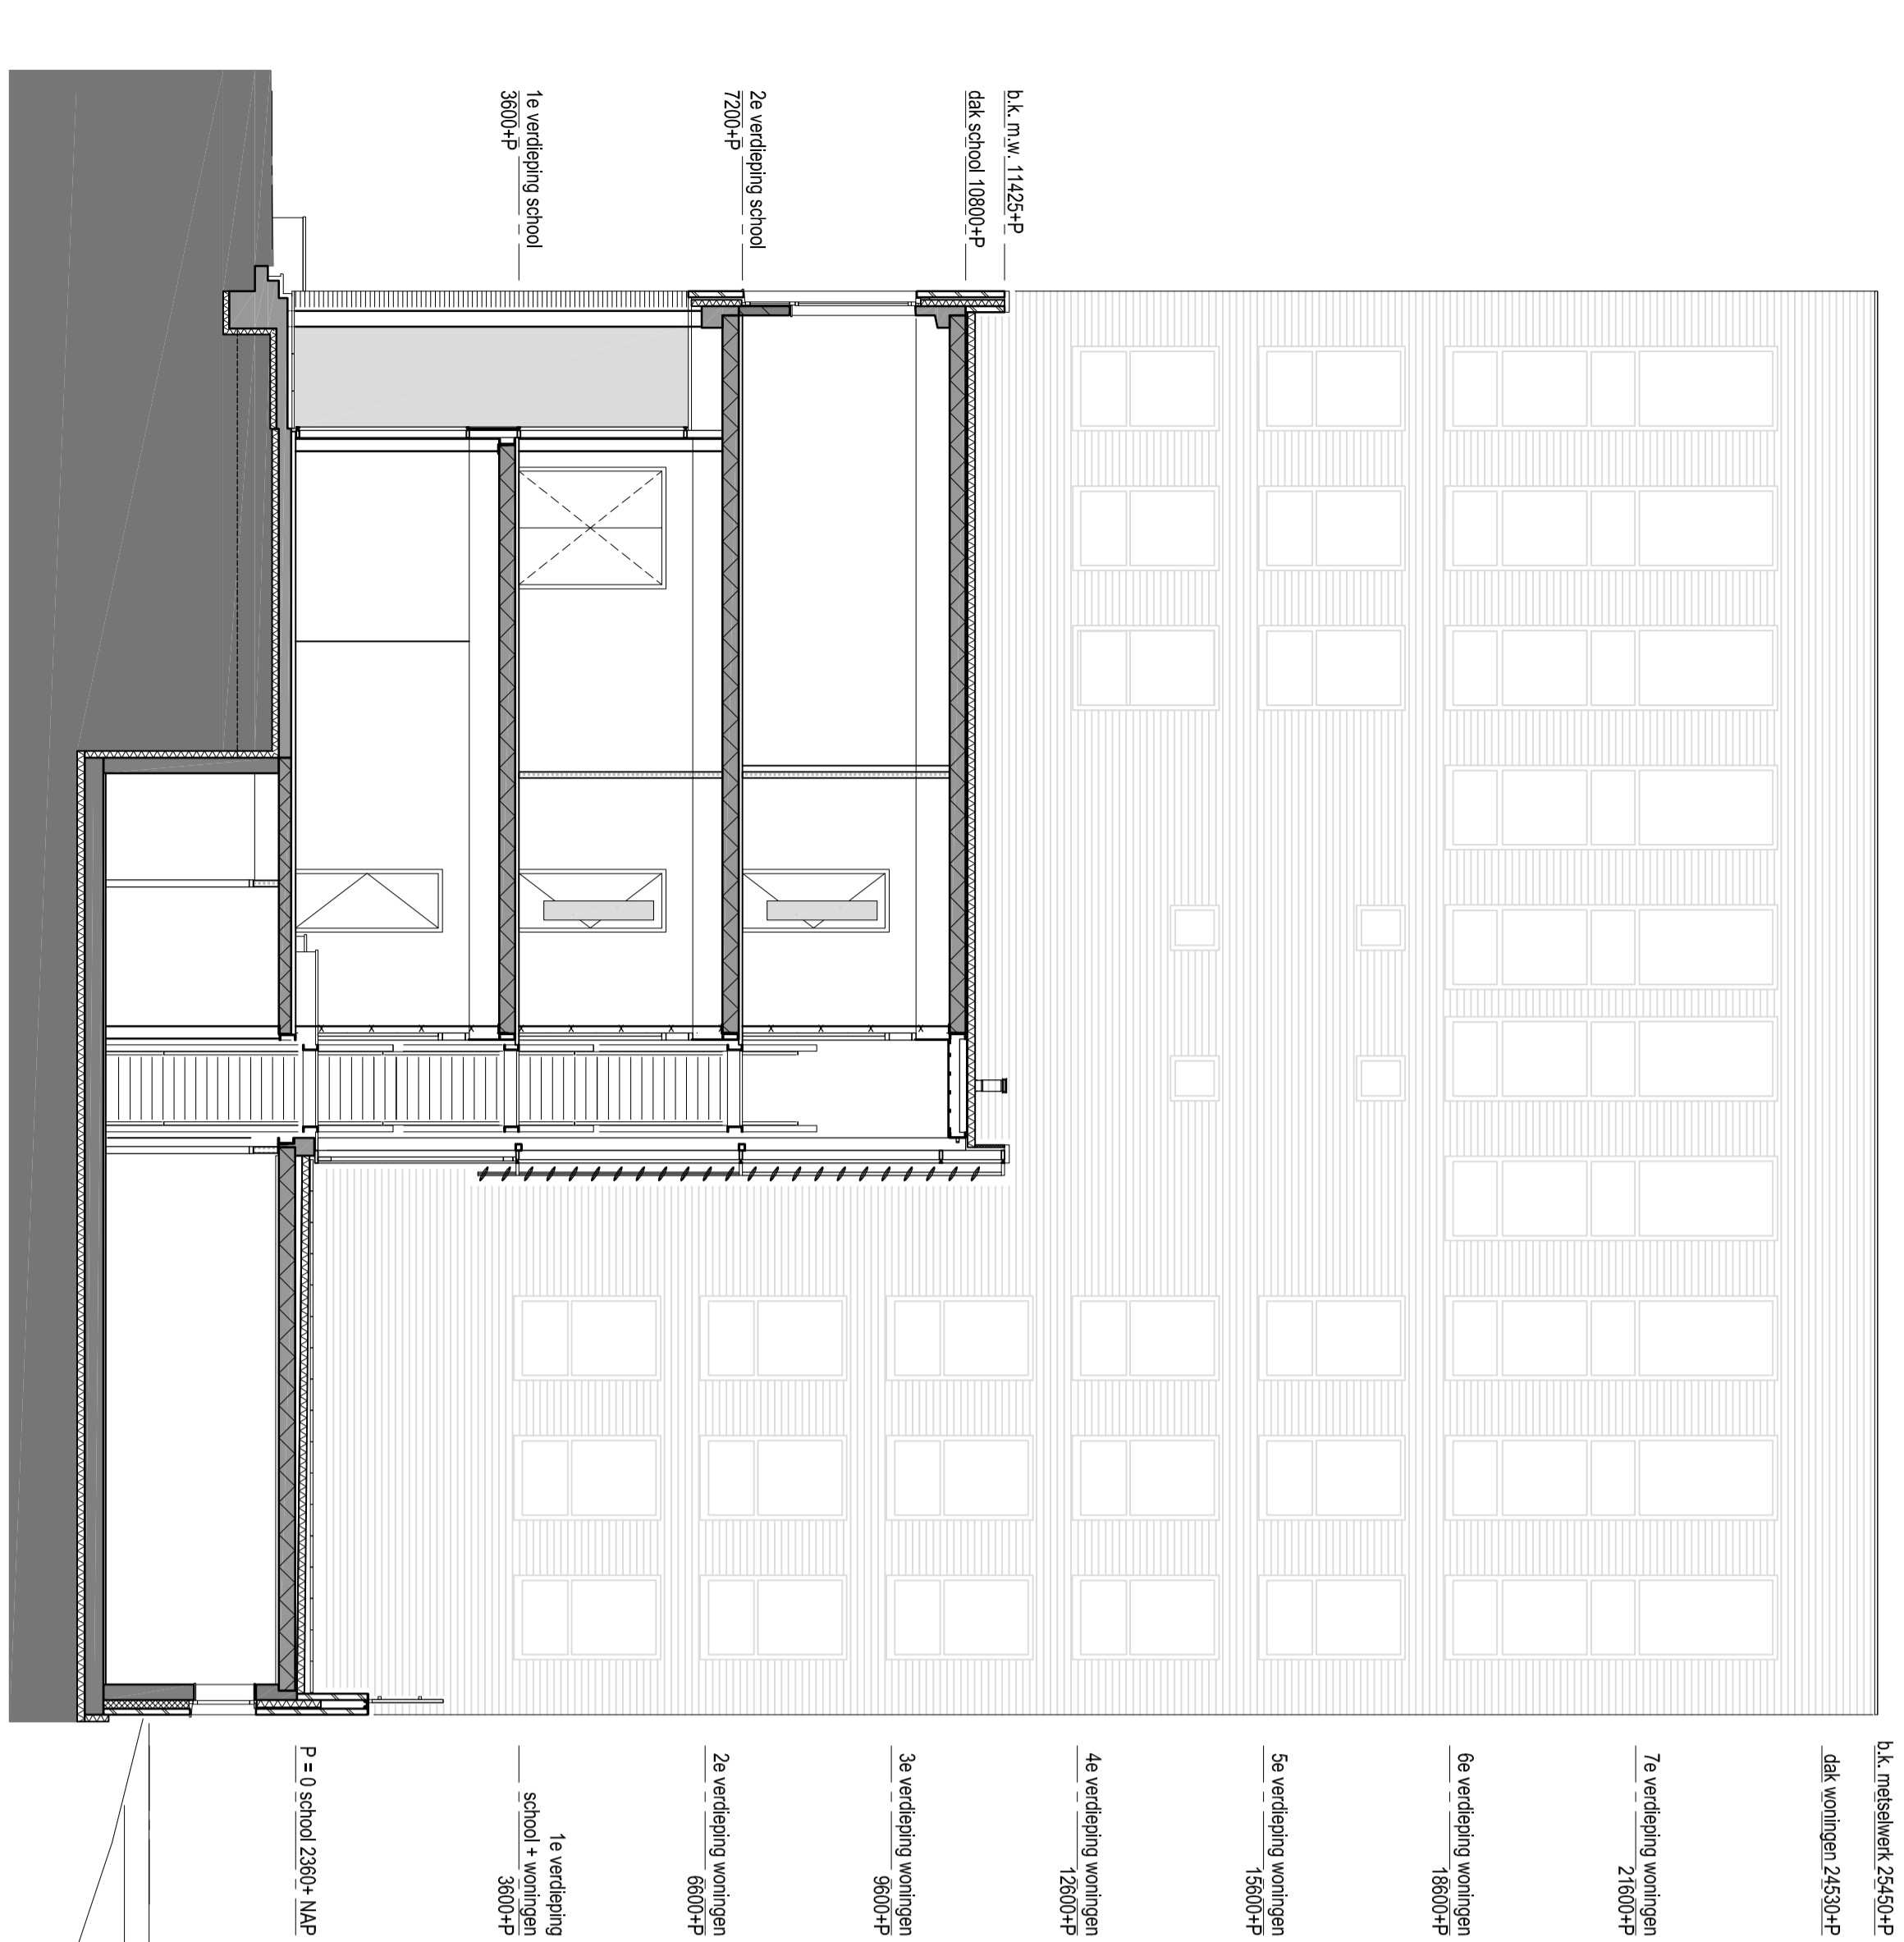 b.k. m.w. 11425+P
dak school 10800+P
2e verdieping school
7200+P
1e verdieping school
3600+P
b.k. metselwerk 25450+P
dak woningen 24530+P
7e verdieping woningen
21600+P
6e verdieping woningen
18600+P
5e verdieping woningen
15600+P
4e verdieping woningen
12600+P
3e verdieping woningen
9600+P
2e verdieping woningen
6600+P
1e verdieping
school + woningen
3600+P
P = 0 school 2360+ NAP